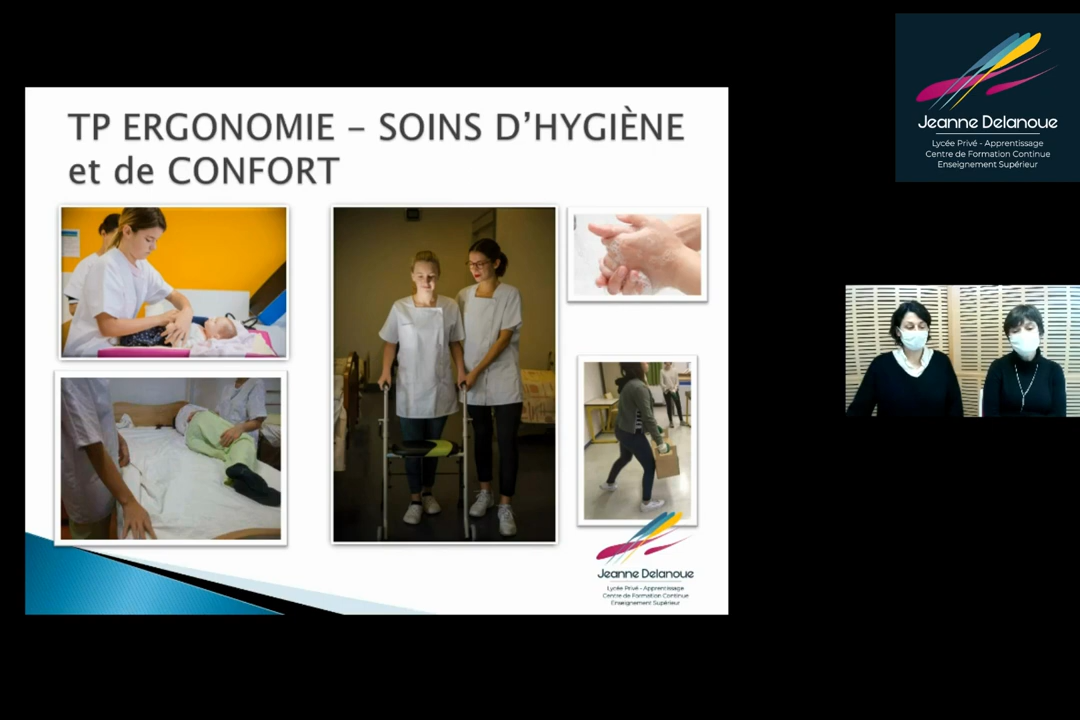 TP ERGONOMIE – SOINS D'HYGIÈNE
et de CONFORT
Jeanne Delanoue
Lycée Privé - Apprentissage
Centre de Formation Continue
Enseignement Supérieur
Jeanne Delanoue
Lycée Privé - Apprentissage
Centre de Formation Continue
Enseignement Supérieur